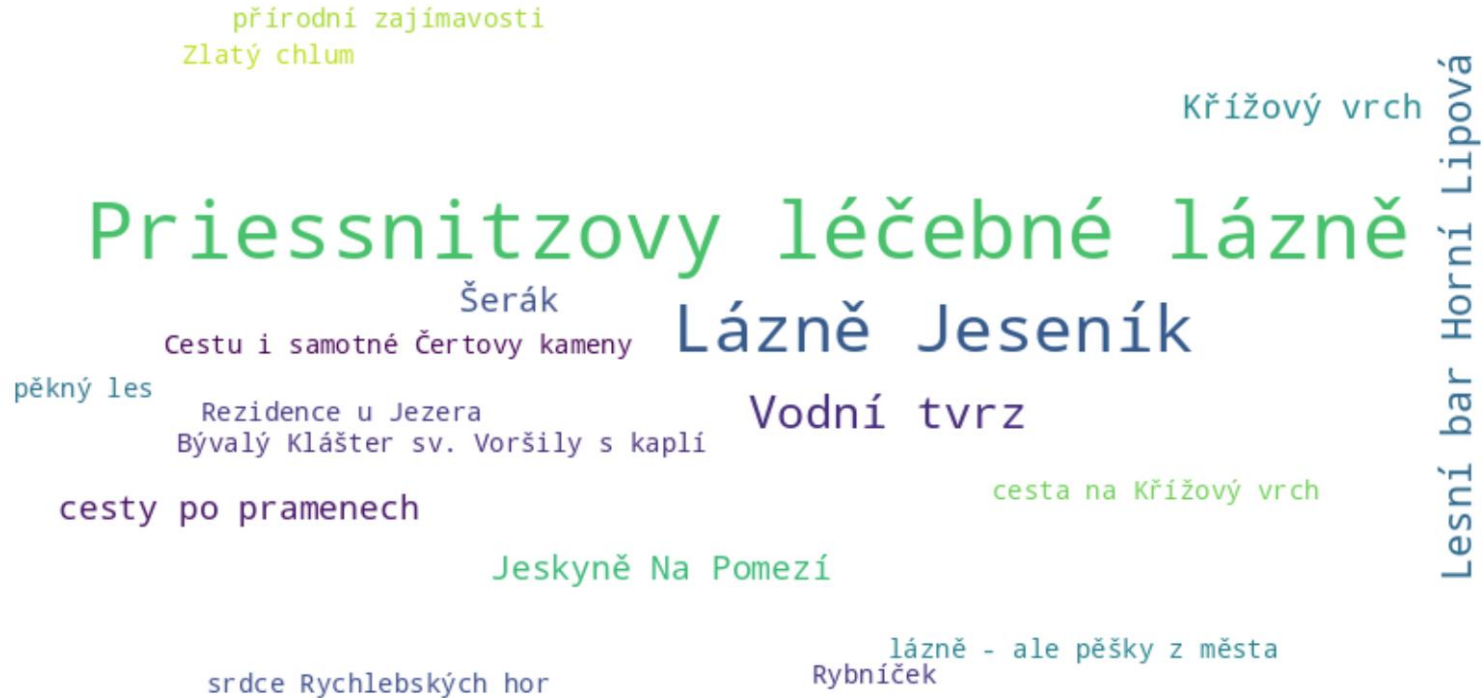 přírodní zajímavosti
Zlatý chlum
Křížový vrch
Lesní bar Horní Lipová
Priessnitzovy léčebné lázně
Šerák
Lázně Jeseník
Cestu i samotné Čertovy kameny
pěkný les
Rezidence u Jezera
Vodní tvrz
Bývalý Klášter sv. Voršily s kaplí
cesta na Křížový vrch
cesty po pramenech
Jeskyně Na Pomezí
lázně - ale pěšky z města
Rybníček
srdce Rychlebských hor